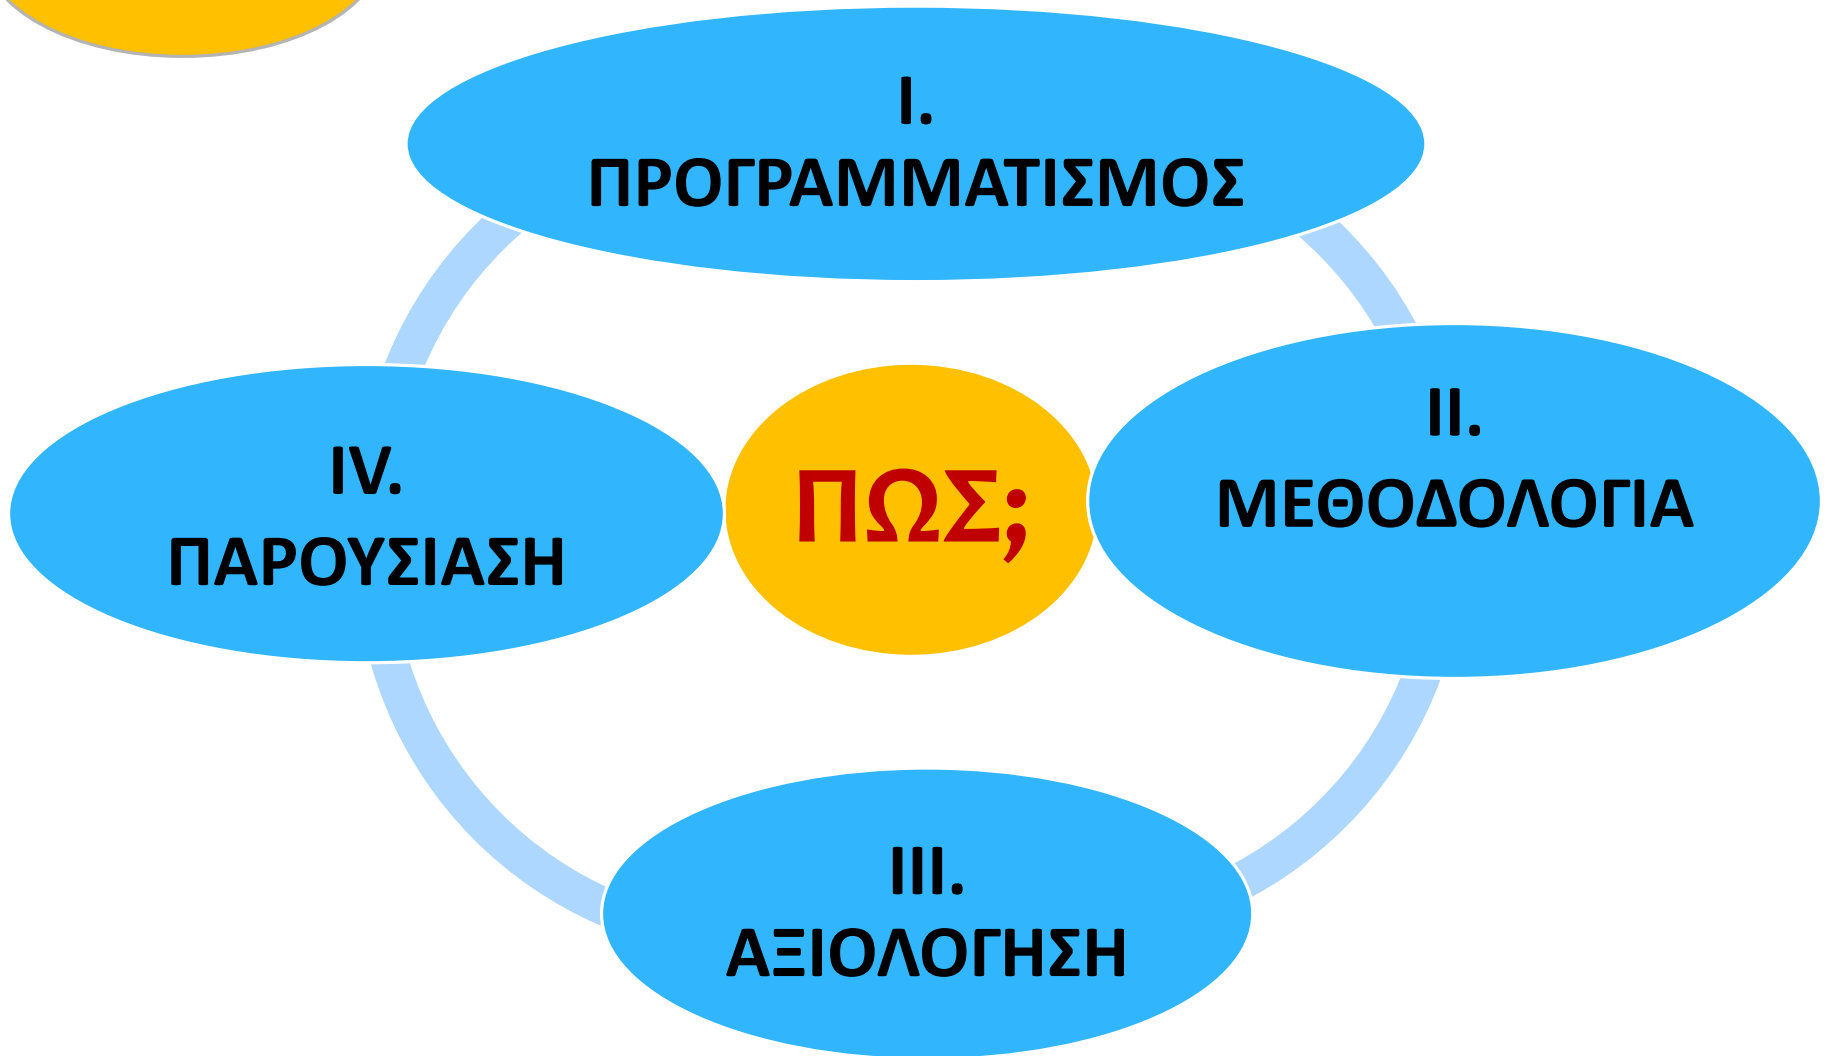 I.
ΠΡΟΓΡΑΜΜΑΤΙΣΜΟΣ
II.
ΜΕΘΟΔΟΛΟΓΙΑ
ΠΩΣ;
IV.
ΠΑΡΟΥΣΙΑΣΗ
III.
ΑΞΙΟΛΟΓΗΣΗ